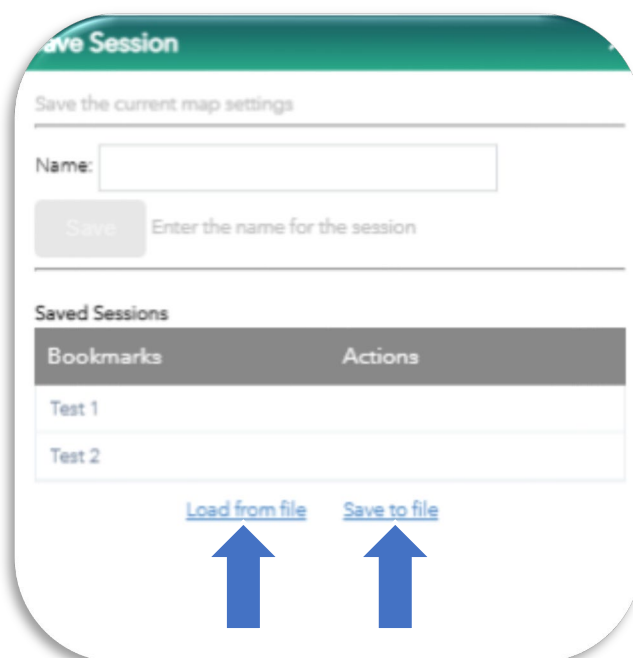 ave Session
Save the current map settings
Name:
Save Enter the name for the session
Saved Sessions
Bookmarks Actions
Test 1
Test 2
Load from file Save to file